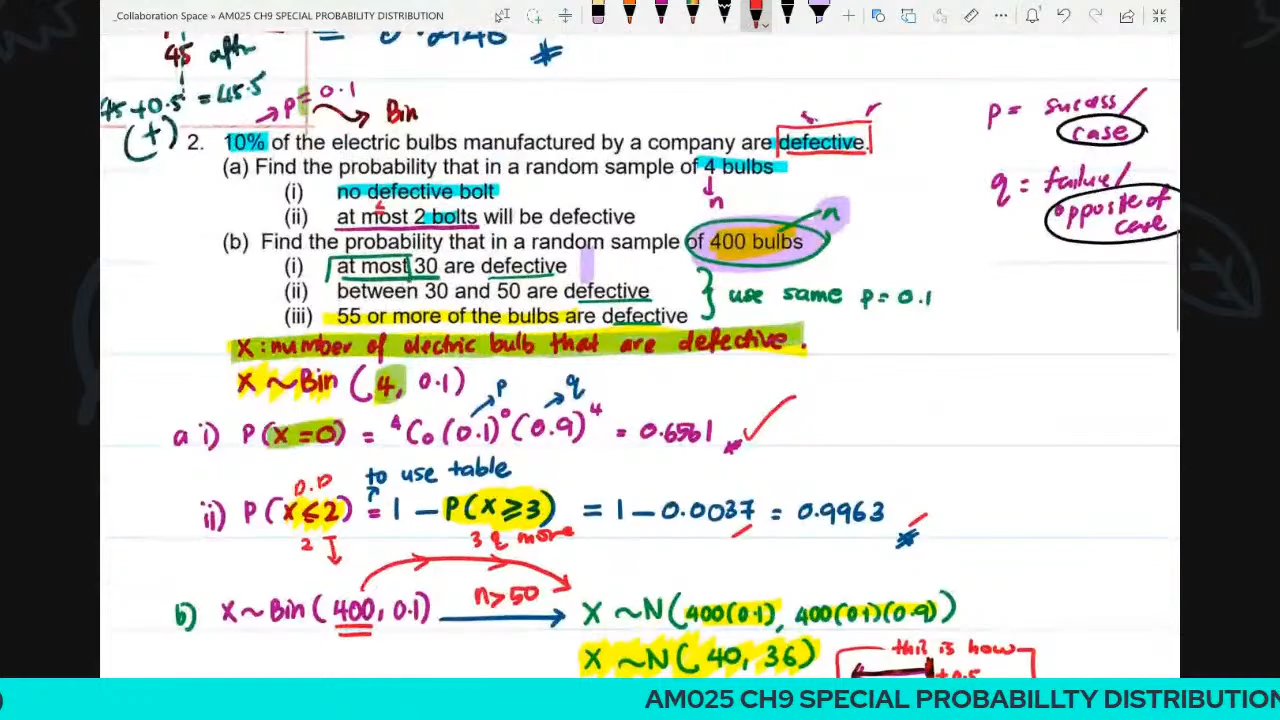 _Collaboration Space » AM025 CH9 SPECIAL PROBABILITY DISTRIBUTION
45 after
45+0.5 = 45.5
(+)
→ p = 0.1
Bin
p = success/
case
q = failure/
opposite of
case
2. 10% of the electric bulbs manufactured by a company are defective.
(a) Find the probability that in a random sample of 4 bulbs
n
(i) no defective bolt
(ii) at most 2 bolts will be defective
(b) Find the probability that in a random sample of 400 bulbs
n
(i) at most 30 are defective
(ii) between 30 and 50 are defective
(iii) 55 or more of the bulbs are defective
} use same p = 0.1
X : number of electric bulb that are defective.
X ~ Bin (4, 0.1)
p q
a i) P(X = 0) = ⁴C₀ (0.1)⁰ (0.9)⁴ = 0.6561
to use table
ii) P(X ≤ 2) = 1 − P(X ≥ 3) = 1 − 0.0037 = 0.9963
3 & more
b) X ~ Bin (400, 0.1) n > 50 X ~ N (400(0.1), 400(0.1)(0.9))
X ~ N (40, 36)
this is how
+0.5
) AM025 CH9 SPECIAL PROBABILLTY DISTRIBUTION